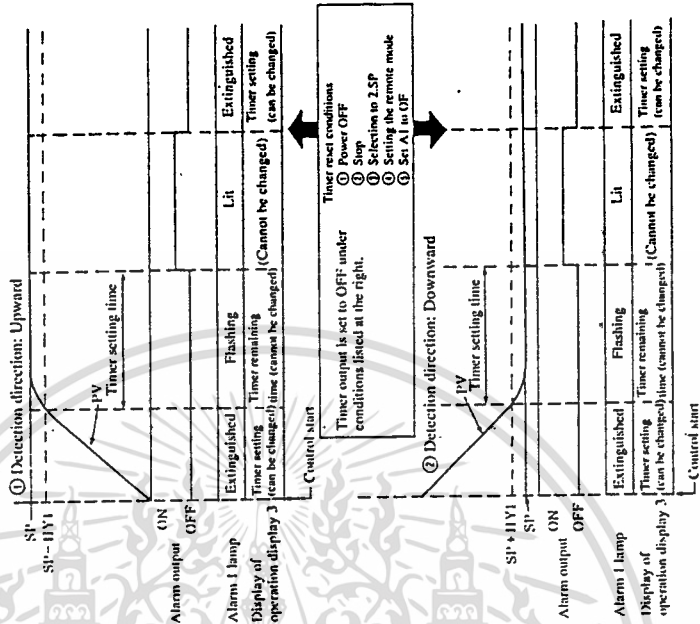 ① Detection direction: Upward
SP
SP−HY1
PV
Timer setting time
ON
OFF
Alarm output
Alarm 1 lamp
Extinguished
Flashing
Lit
Extinguished
Display of
operation display 3
Timer setting
(can be changed)
Timer remaining
time (cannot be changed)
(Cannot be changed)
Timer setting
(can be changed)
Control start
Timer output is set to OFF under
conditions listed at the right.
Timer reset conditions
① Power OFF
② Stop
③ Selection to 2.SP
④ Setting the remote mode
⑤ Set A1 to OF
② Detection direction: Downward
PV
Timer setting time
SP + HY1
SP
ON
OFF
Alarm output
Alarm 1 lamp
Extinguished
Flashing
Lit
Extinguished
Display of
operation display 3
Timer setting
(can be changed)
Timer remaining
time (cannot be changed)
(Cannot be changed)
Timer setting
(can be changed)
Control start